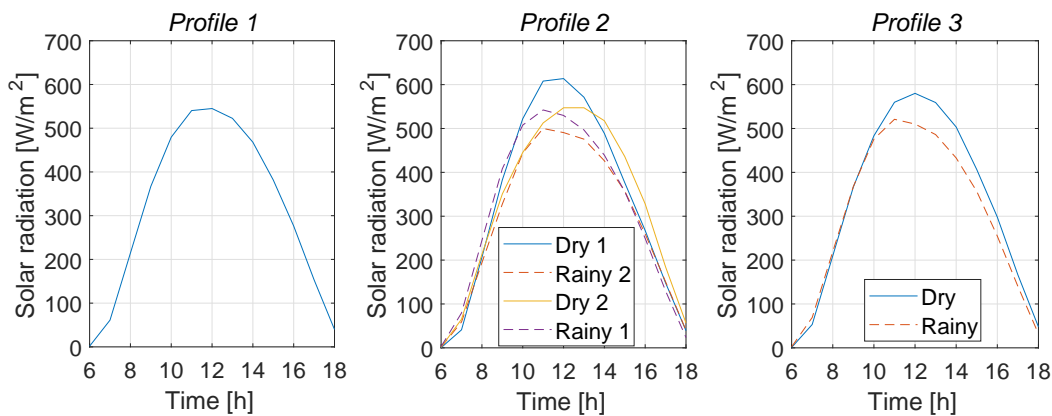 Profile 1
Solar radiation [W/m²]
700
600
500
400
300
200
100
0
6 8 10 12 14 16 18
Time [h]
Profile 2
Solar radiation [W/m²]
700
600
500
400
300
200
100
0
Dry 1
Rainy 2
Dry 2
Rainy 1
6 8 10 12 14 16 18
Time [h]
Profile 3
Solar radiation [W/m²]
700
600
500
400
300
200
100
0
Dry
Rainy
6 8 10 12 14 16 18
Time [h]